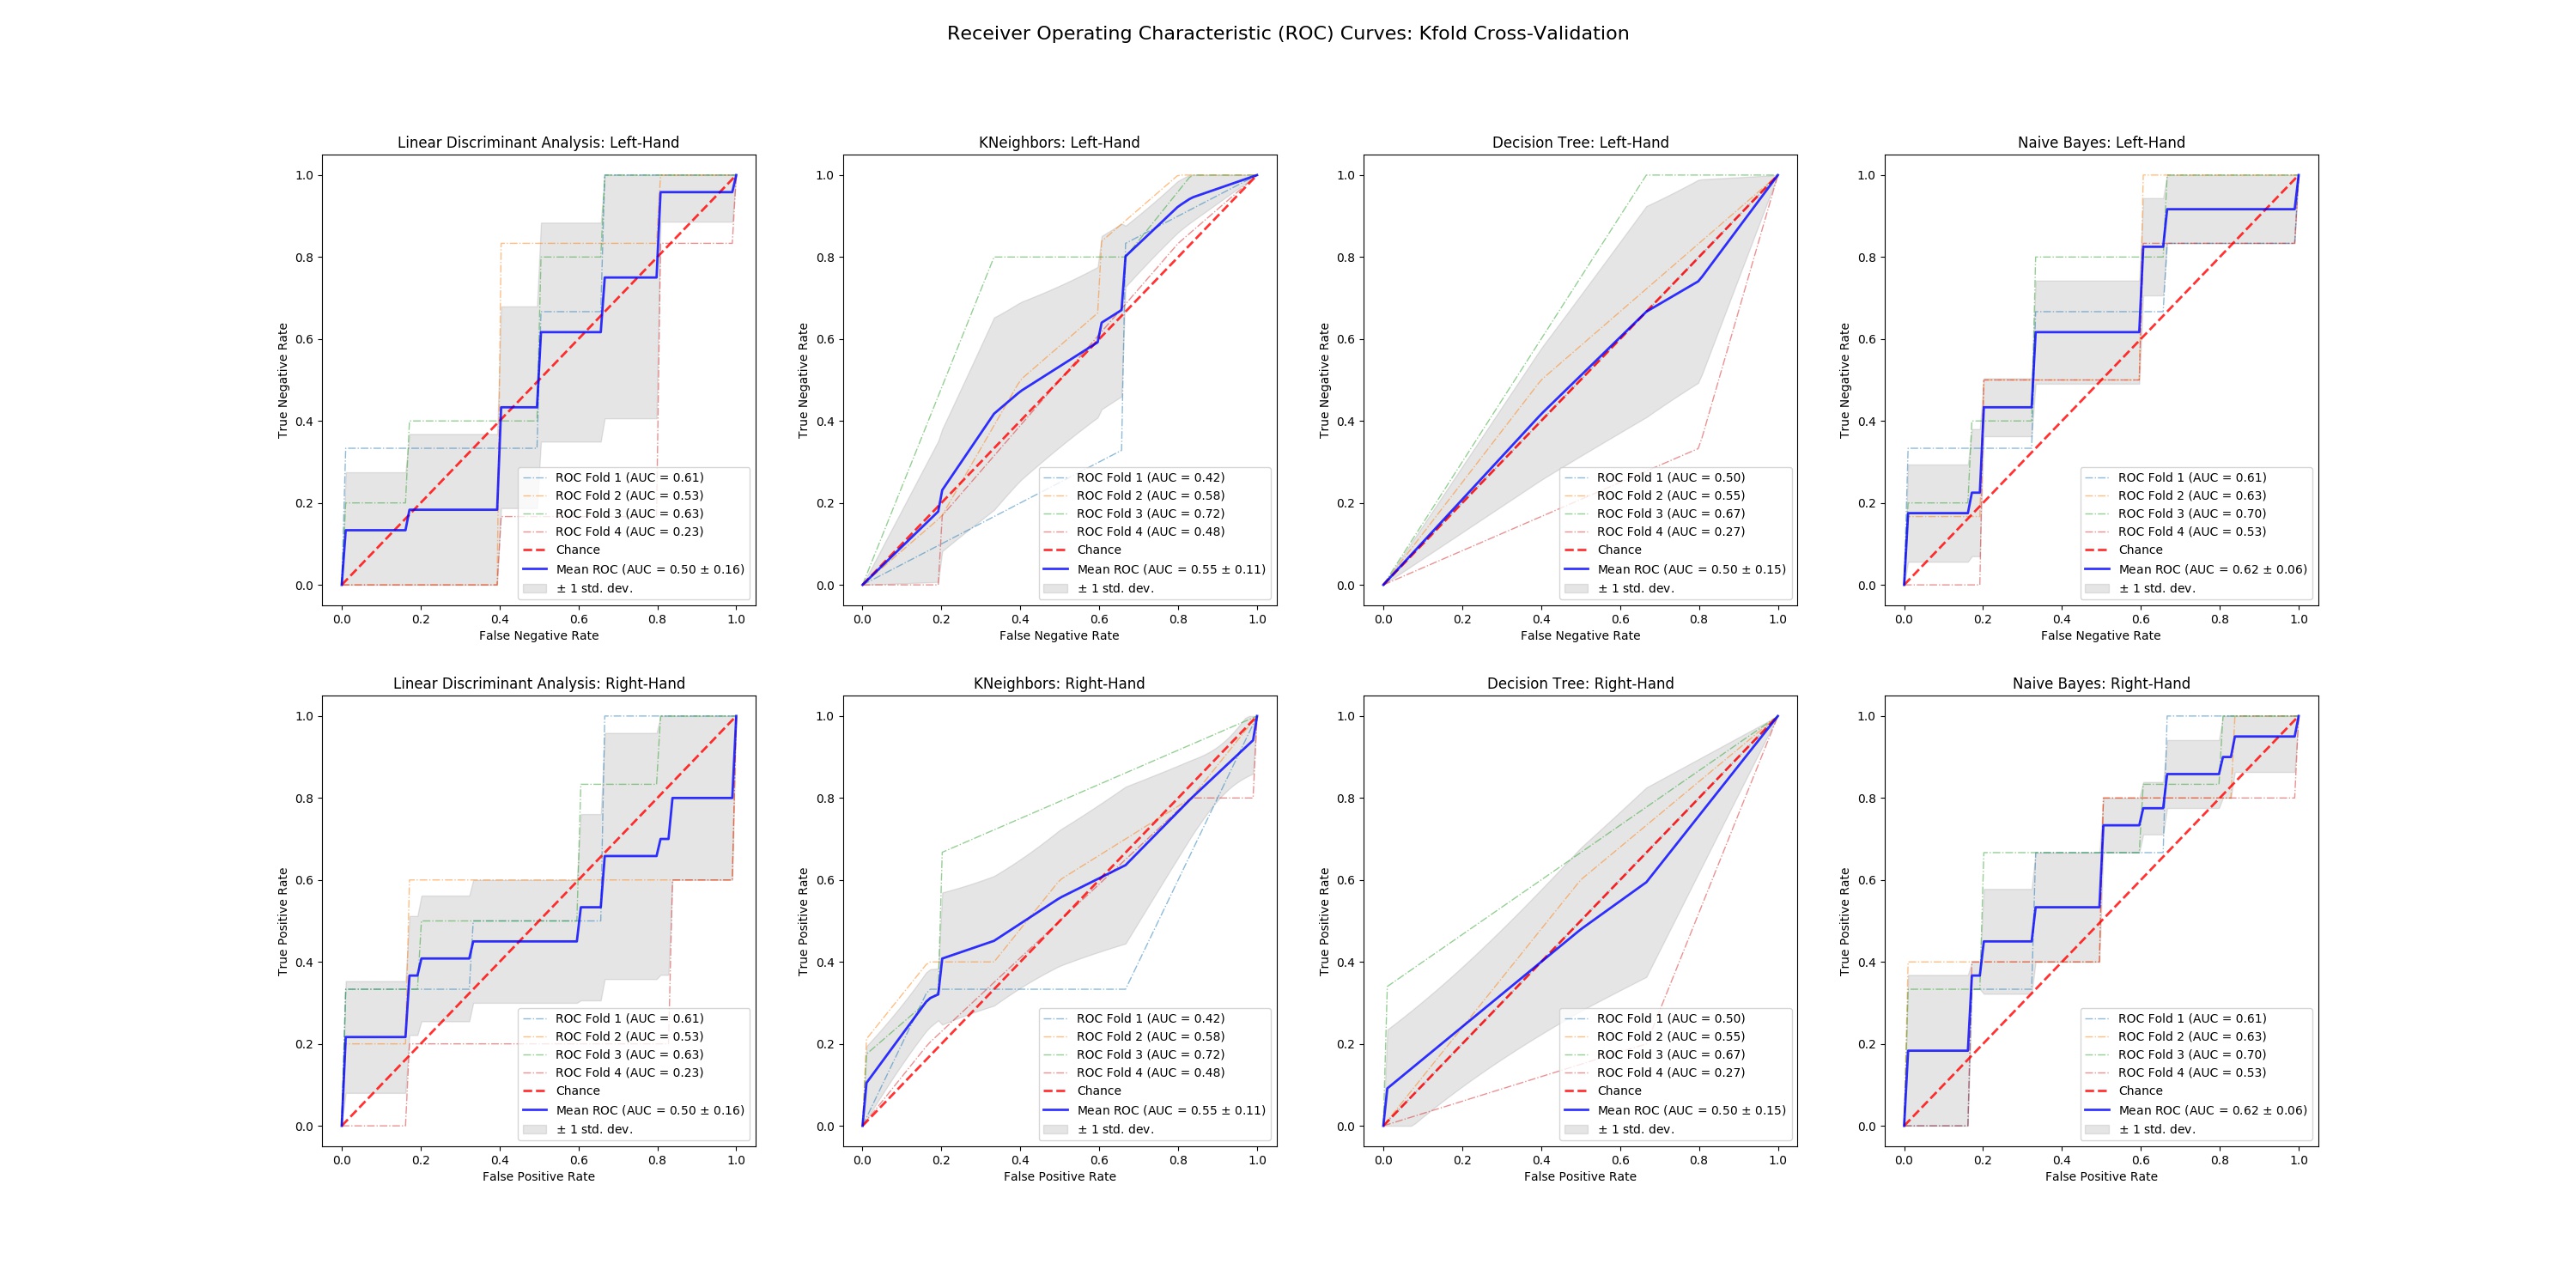 Receiver Operating Characteristic (ROC) Curves: Kfold Cross-Validation
Linear Discriminant Analysis: Left-Hand
True Negative Rate
1.0
0.8
0.6
0.4
0.2
0.0
ROC Fold 1 (AUC = 0.61)
ROC Fold 2 (AUC = 0.53)
ROC Fold 3 (AUC = 0.63)
ROC Fold 4 (AUC = 0.23)
Chance
Mean ROC (AUC = 0.50 ± 0.16)
± 1 std. dev.
0.0 0.2 0.4 0.6 0.8 1.0
False Negative Rate
KNeighbors: Left-Hand
True Negative Rate
1.0
0.8
0.6
0.4
0.2
0.0
ROC Fold 1 (AUC = 0.42)
ROC Fold 2 (AUC = 0.58)
ROC Fold 3 (AUC = 0.72)
ROC Fold 4 (AUC = 0.48)
Chance
Mean ROC (AUC = 0.55 ± 0.11)
± 1 std. dev.
0.0 0.2 0.4 0.6 0.8 1.0
False Negative Rate
Decision Tree: Left-Hand
True Negative Rate
1.0
0.8
0.6
0.4
0.2
0.0
ROC Fold 1 (AUC = 0.50)
ROC Fold 2 (AUC = 0.55)
ROC Fold 3 (AUC = 0.67)
ROC Fold 4 (AUC = 0.27)
Chance
Mean ROC (AUC = 0.50 ± 0.15)
± 1 std. dev.
0.0 0.2 0.4 0.6 0.8 1.0
False Negative Rate
Naive Bayes: Left-Hand
True Negative Rate
1.0
0.8
0.6
0.4
0.2
0.0
ROC Fold 1 (AUC = 0.61)
ROC Fold 2 (AUC = 0.63)
ROC Fold 3 (AUC = 0.70)
ROC Fold 4 (AUC = 0.53)
Chance
Mean ROC (AUC = 0.62 ± 0.06)
± 1 std. dev.
0.0 0.2 0.4 0.6 0.8 1.0
False Negative Rate
Linear Discriminant Analysis: Right-Hand
True Positive Rate
1.0
0.8
0.6
0.4
0.2
0.0
ROC Fold 1 (AUC = 0.61)
ROC Fold 2 (AUC = 0.53)
ROC Fold 3 (AUC = 0.63)
ROC Fold 4 (AUC = 0.23)
Chance
Mean ROC (AUC = 0.50 ± 0.16)
± 1 std. dev.
0.0 0.2 0.4 0.6 0.8 1.0
False Positive Rate
KNeighbors: Right-Hand
True Positive Rate
1.0
0.8
0.6
0.4
0.2
0.0
ROC Fold 1 (AUC = 0.42)
ROC Fold 2 (AUC = 0.58)
ROC Fold 3 (AUC = 0.72)
ROC Fold 4 (AUC = 0.48)
Chance
Mean ROC (AUC = 0.55 ± 0.11)
± 1 std. dev.
0.0 0.2 0.4 0.6 0.8 1.0
False Positive Rate
Decision Tree: Right-Hand
True Positive Rate
1.0
0.8
0.6
0.4
0.2
0.0
ROC Fold 1 (AUC = 0.50)
ROC Fold 2 (AUC = 0.55)
ROC Fold 3 (AUC = 0.67)
ROC Fold 4 (AUC = 0.27)
Chance
Mean ROC (AUC = 0.50 ± 0.15)
± 1 std. dev.
0.0 0.2 0.4 0.6 0.8 1.0
False Positive Rate
Naive Bayes: Right-Hand
True Positive Rate
1.0
0.8
0.6
0.4
0.2
0.0
ROC Fold 1 (AUC = 0.61)
ROC Fold 2 (AUC = 0.63)
ROC Fold 3 (AUC = 0.70)
ROC Fold 4 (AUC = 0.53)
Chance
Mean ROC (AUC = 0.62 ± 0.06)
± 1 std. dev.
0.0 0.2 0.4 0.6 0.8 1.0
False Positive Rate